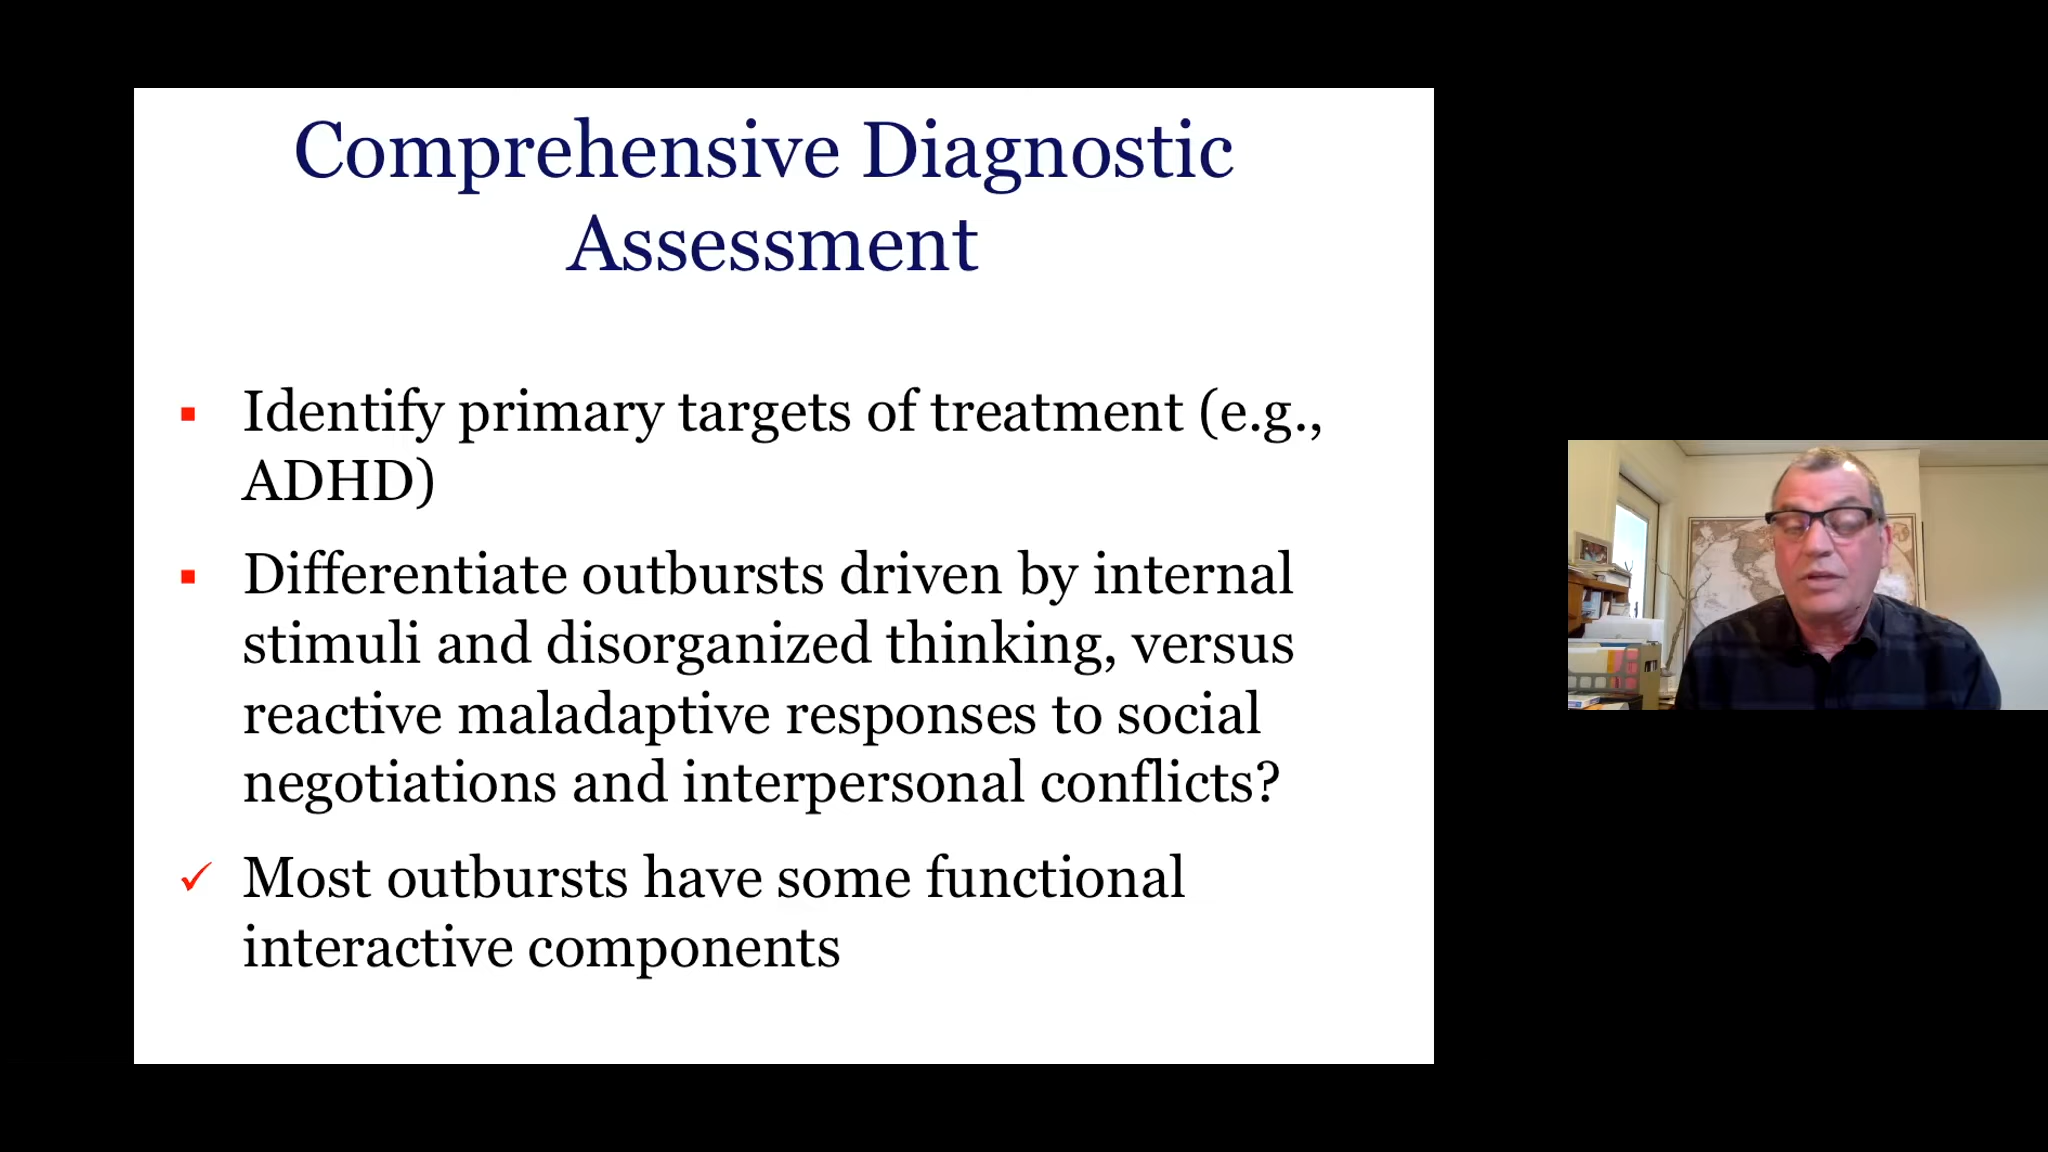 Comprehensive Diagnostic
Assessment
Identify primary targets of treatment (e.g.,
ADHD)
Differentiate outbursts driven by internal
stimuli and disorganized thinking, versus
reactive maladaptive responses to social
negotiations and interpersonal conflicts?
Most outbursts have some functional
interactive components